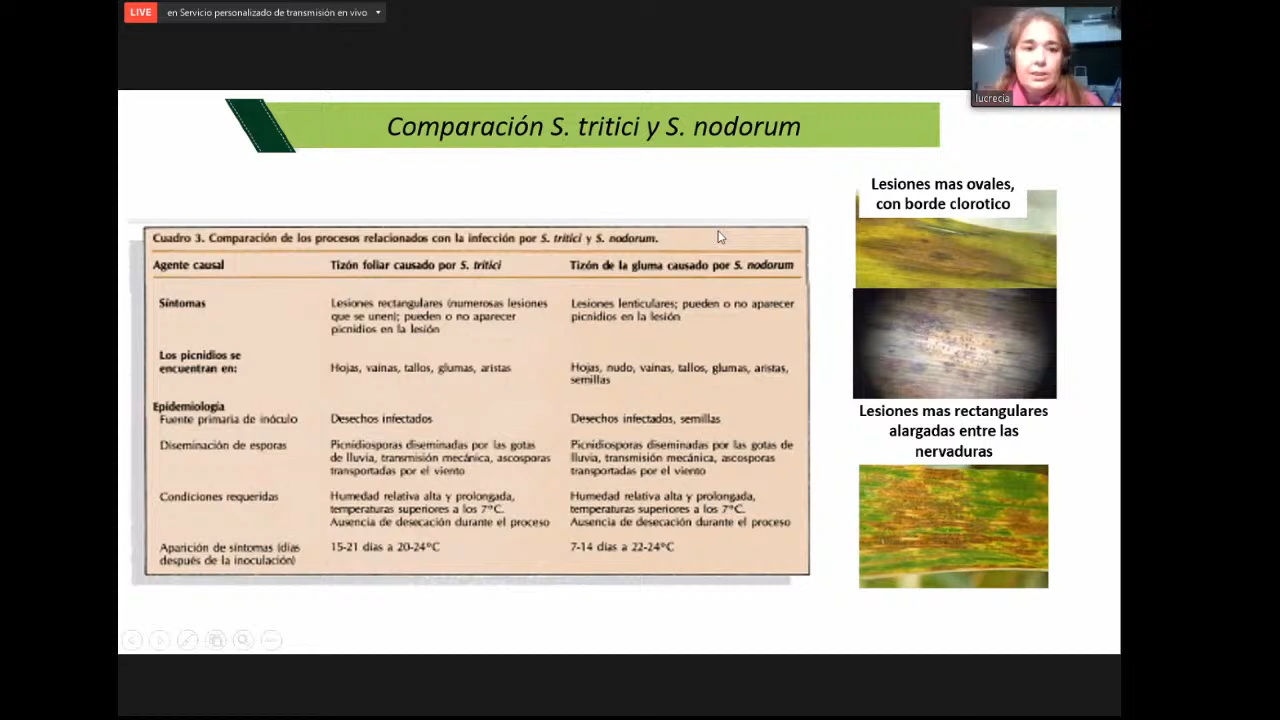 LIVE en Servicio personalizado de transmisión en vivo
lucrecia
Comparación S. tritici y S. nodorum
Cuadro 3. Comparación de los procesos relacionados con la infección por S. tritici y S. nodorum.
Agente causal Tizón foliar causado por S. tritici Tizón de la gluma causado por S. nodorum
Síntomas Lesiones rectangulares (numerosas lesiones Lesiones lenticulares; pueden o no aparecer
que se unen); pueden o no aparecer picnidios en la lesión
picnidios en la lesión
Los picnidios se
encuentran en: Hojas, vainas, tallos, glumas, aristas Hojas, nudo, vainas, tallos, glumas, aristas,
semillas
Epidemiología
Fuente primaria de inóculo Desechos infectados Desechos infectados, semillas
Diseminación de esporas Picnidiosporas diseminadas por las gotas Picnidiosporas diseminadas por las gotas de
de lluvia, transmisión mecánica, ascosporas lluvia, transmisión mecánica, ascosporas
transportadas por el viento transportadas por el viento
Condiciones requeridas Humedad relativa alta y prolongada, Humedad relativa alta y prolongada,
temperaturas superiores a los 7°C. temperaturas superiores a los 7°C.
Ausencia de desecación durante el proceso Ausencia de desecación durante el proceso
Aparición de síntomas (días 15-21 días a 20-24°C 7-14 días a 22-24°C
después de la inoculación)
Lesiones mas ovales,
con borde clorotico
Lesiones mas rectangulares
alargadas entre las
nervaduras